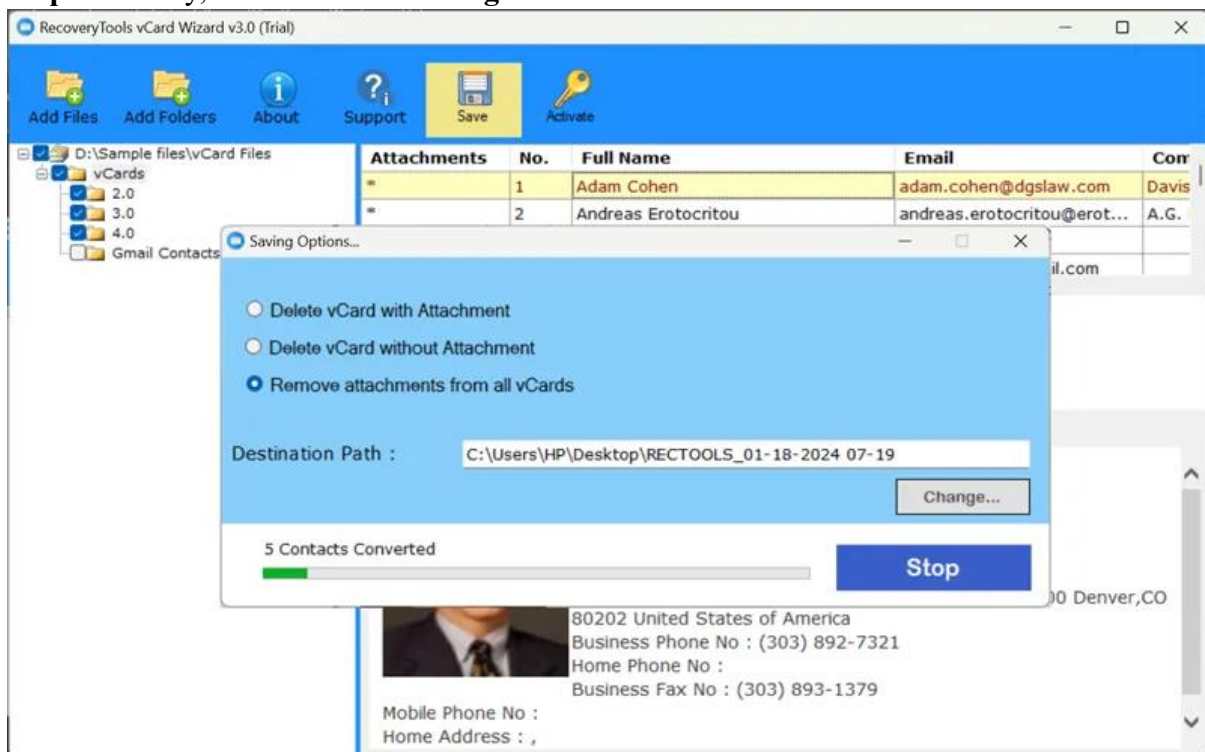 RecoveryTools vCard Wizard v3.0 (Trial)
Add Files Add Folders About Support Save Activate
D:\Sample files\vCard Files
vCards
2.0
3.0
4.0
Gmail Contacts
Attachments No. Full Name Email Com
* 1 Adam Cohen adam.cohen@dgslaw.com Davis
* 2 Andreas Erotocritou andreas.erotocritou@erot... A.G.
il.com
Saving Options...
Delete vCard with Attachment
Delete vCard without Attachment
Remove attachments from all vCards
Destination Path : C:\Users\HP\Desktop\RECTOOLS_01-18-2024 07-19
Change...
5 Contacts Converted
Stop
00 Denver,CO
80202 United States of America
Business Phone No : (303) 892-7321
Home Phone No :
Business Fax No : (303) 893-1379
Mobile Phone No :
Home Address : ,